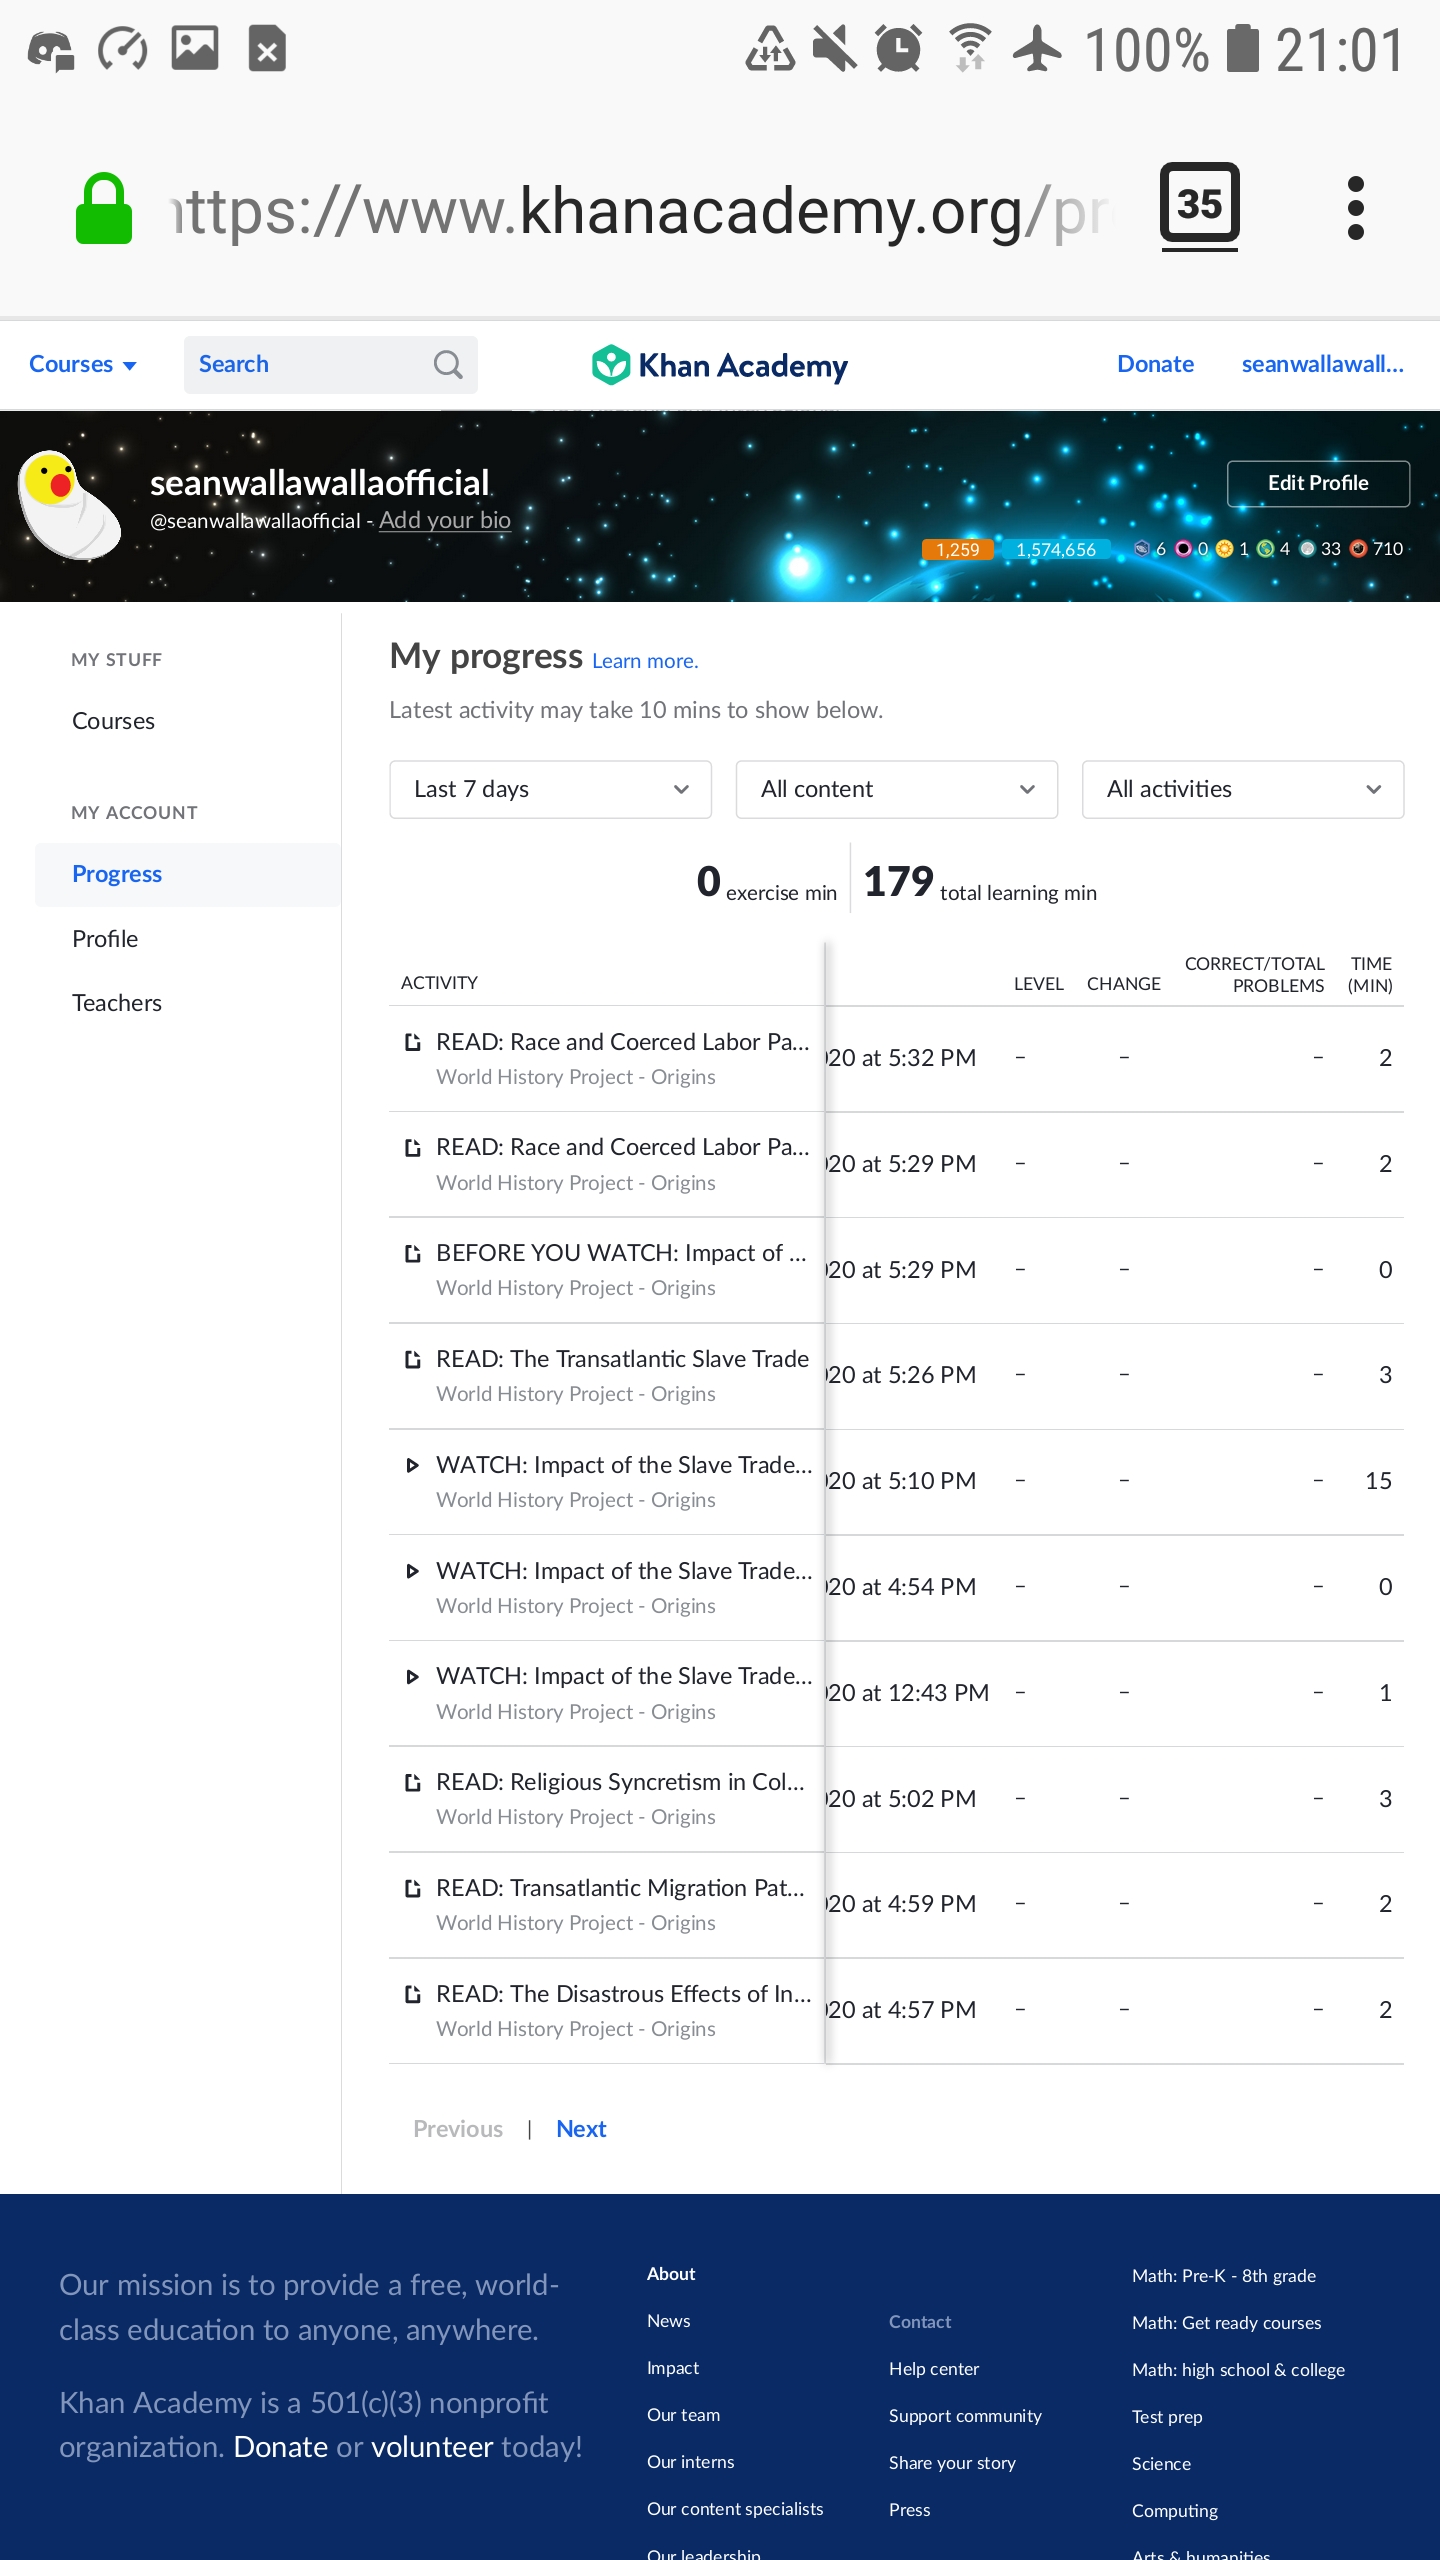 100% 21:01
https://www.khanacademy.org/pr
35
Courses
Search
Khan Academy
Donate
seanwallawall...
seanwallawallaofficial
@seanwallawallaofficial - Add your bio
Edit Profile
1,259 1,574,656 6 0 1 4 33 710
MY STUFF
Courses
MY ACCOUNT
Progress
Profile
Teachers
My progress Learn more.
Latest activity may take 10 mins to show below.
Last 7 days
All content
All activities
0 exercise min
179 total learning min
ACTIVITY LEVEL CHANGE CORRECT/TOTAL PROBLEMS TIME (MIN)
READ: Race and Coerced Labor Pa...
World History Project - Origins
020 at 5:32 PM – – – 2
READ: Race and Coerced Labor Pa...
World History Project - Origins
020 at 5:29 PM – – – 2
BEFORE YOU WATCH: Impact of ...
World History Project - Origins
020 at 5:29 PM – – – 0
READ: The Transatlantic Slave Trade
World History Project - Origins
020 at 5:26 PM – – – 3
WATCH: Impact of the Slave Trade...
World History Project - Origins
020 at 5:10 PM – – – 15
WATCH: Impact of the Slave Trade...
World History Project - Origins
020 at 4:54 PM – – – 0
WATCH: Impact of the Slave Trade...
World History Project - Origins
020 at 12:43 PM – – – 1
READ: Religious Syncretism in Col...
World History Project - Origins
020 at 5:02 PM – – – 3
READ: Transatlantic Migration Pat...
World History Project - Origins
020 at 4:59 PM – – – 2
READ: The Disastrous Effects of In...
World History Project - Origins
020 at 4:57 PM – – – 2
Previous | Next
Our mission is to provide a free, world-
class education to anyone, anywhere.
Khan Academy is a 501(c)(3) nonprofit
organization. Donate or volunteer today!
About
News
Impact
Our team
Our interns
Our content specialists
Our leadership
Contact
Help center
Support community
Share your story
Press
Math: Pre-K - 8th grade
Math: Get ready courses
Math: high school & college
Test prep
Science
Computing
Arts & humanities